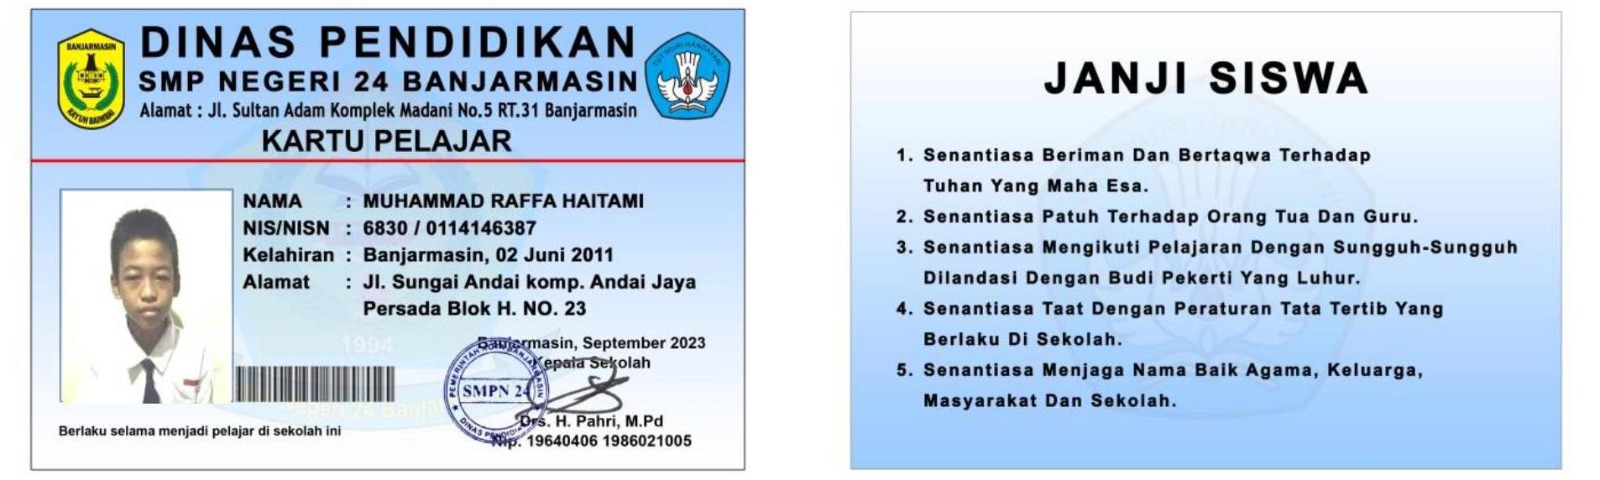 BANJARMASIN
KAYUH BAIMBAI
DINAS PENDIDIKAN
SMP NEGERI 24 BANJARMASIN
Alamat : Jl. Sultan Adam Komplek Madani No.5 RT.31 Banjarmasin
KARTU PELAJAR
TUT WURI HANDAYANI
NAMA : MUHAMMAD RAFFA HAITAMI
NIS/NISN : 6830 / 0114146387
Kelahiran : Banjarmasin, 02 Juni 2011
Alamat : Jl. Sungai Andai komp. Andai Jaya
Persada Blok H. NO. 23
1994
Banjarmasin, September 2023
Kepala Sekolah
SMPN 24
Drs. H. Pahri, M.Pd
Nip. 19640406 1986021005
Berlaku selama menjadi pelajar di sekolah ini
JANJI SISWA
1. Senantiasa Beriman Dan Bertaqwa Terhadap
Tuhan Yang Maha Esa.
2. Senantiasa Patuh Terhadap Orang Tua Dan Guru.
3. Senantiasa Mengikuti Pelajaran Dengan Sungguh-Sungguh
Dilandasi Dengan Budi Pekerti Yang Luhur.
4. Senantiasa Taat Dengan Peraturan Tata Tertib Yang
Berlaku Di Sekolah.
5. Senantiasa Menjaga Nama Baik Agama, Keluarga,
Masyarakat Dan Sekolah.